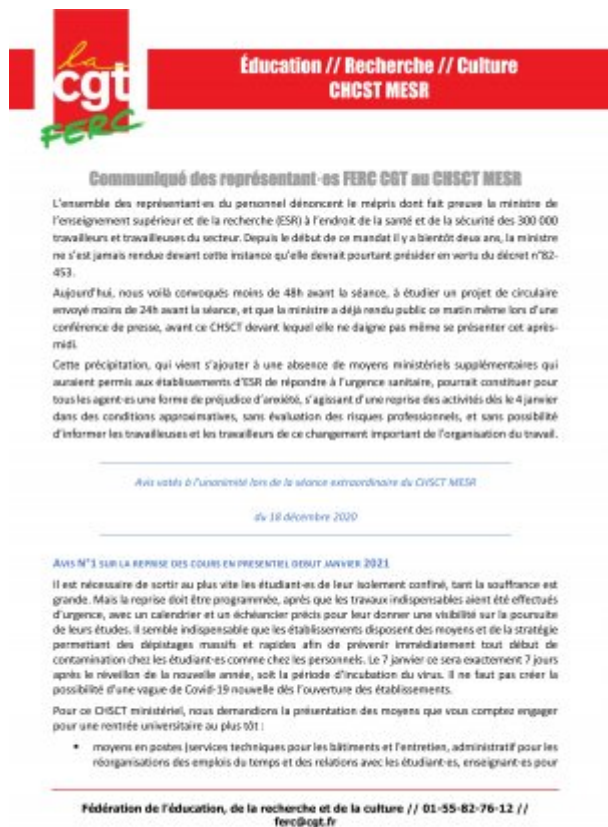 la
cgt
FERC
Éducation // Recherche // Culture
CHCST MESR
Communiqué des représentant·es FERC CGT au CHSCT MESR
L'ensemble des représentant·es du personnel dénoncent le mépris dont fait preuve la ministre de
l'enseignement supérieur et de la recherche (ESR) à l'endroit de la santé et de la sécurité des 300 000
travailleurs et travailleuses du secteur. Depuis le début de ce mandat il y a bientôt deux ans, la ministre
ne s'est jamais rendue devant cette instance qu'elle devrait pourtant présider en vertu du décret n°82-
453.
Aujourd'hui, nous voilà convoqués moins de 48h avant la séance, à étudier un projet de circulaire
envoyé moins de 24h avant la séance, et que la ministre a déjà rendu public ce matin même lors d'une
conférence de presse, avant ce CHSCT devant lequel elle ne daigne pas même se présenter cet après-
midi.
Cette précipitation, qui vient s'ajouter à une absence de moyens ministériels supplémentaires qui
auraient permis aux établissements d'ESR de répondre à l'urgence sanitaire, pourrait constituer pour
tous les agent·es une forme de préjudice d'anxiété, s'agissant d'une reprise des activités dès le 4 janvier
dans des conditions approximatives, sans évaluation des risques professionnels, et sans possibilité
d'informer les travailleuses et les travailleurs de ce changement important de l'organisation du travail.
Avis votés à l'unanimité lors de la séance extraordinaire du CHSCT MESR
du 18 décembre 2020
AVIS N°1 SUR LA REPRISE DES COURS EN PRESENTIEL DEBUT JANVIER 2021
Il est nécessaire de sortir au plus vite les étudiant·es de leur isolement confiné, tant la souffrance est
grande. Mais la reprise doit être programmée, après que les travaux indispensables aient été effectués
d'urgence, avec un calendrier et un échéancier précis pour leur donner une visibilité sur la poursuite
de leurs études. Il semble indispensable que les établissements disposent des moyens et de la stratégie
permettant des dépistages massifs et rapides afin de prévenir immédiatement tout début de
contamination chez les étudiant·es comme chez les personnels. Le 7 janvier ce sera exactement 7 jours
après le réveillon de la nouvelle année, soit la période d'incubation du virus. Il ne faut pas créer la
possibilité d'une vague de Covid-19 nouvelle dès l'ouverture des établissements.
Pour ce CHSCT ministériel, nous demandions la présentation des moyens que vous comptez engager
pour une rentrée universitaire au plus tôt :
• moyens en postes (services techniques pour les bâtiments et l'entretien, administratif pour les
réorganisations des emplois du temps et des relations avec les étudiant·es, enseignant·es pour
Fédération de l'éducation, de la recherche et de la culture // 01-55-82-76-12 //
ferc@cgt.fr